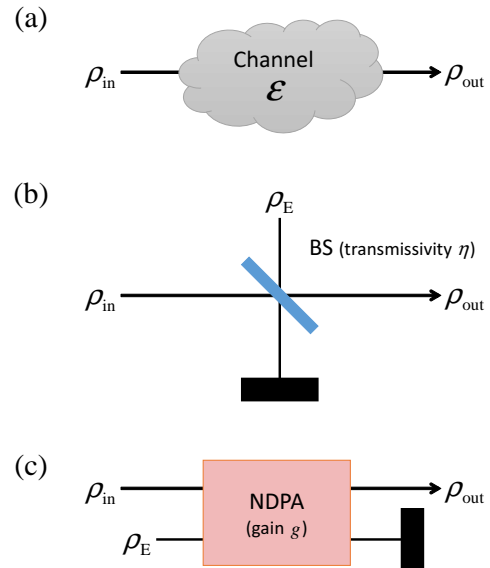 (a)
Channel
ρin ε ρout
(b)
ρE
BS (transmissivity η)
ρin ρout
(c)
ρin NDPA ρout
(gain g)
ρE